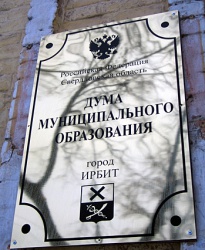 Российская Федерация
Свердловская область
ДУМА
МУНИЦИПАЛЬНОГО
ОБРАЗОВАНИЯ
город
ИРБИТ